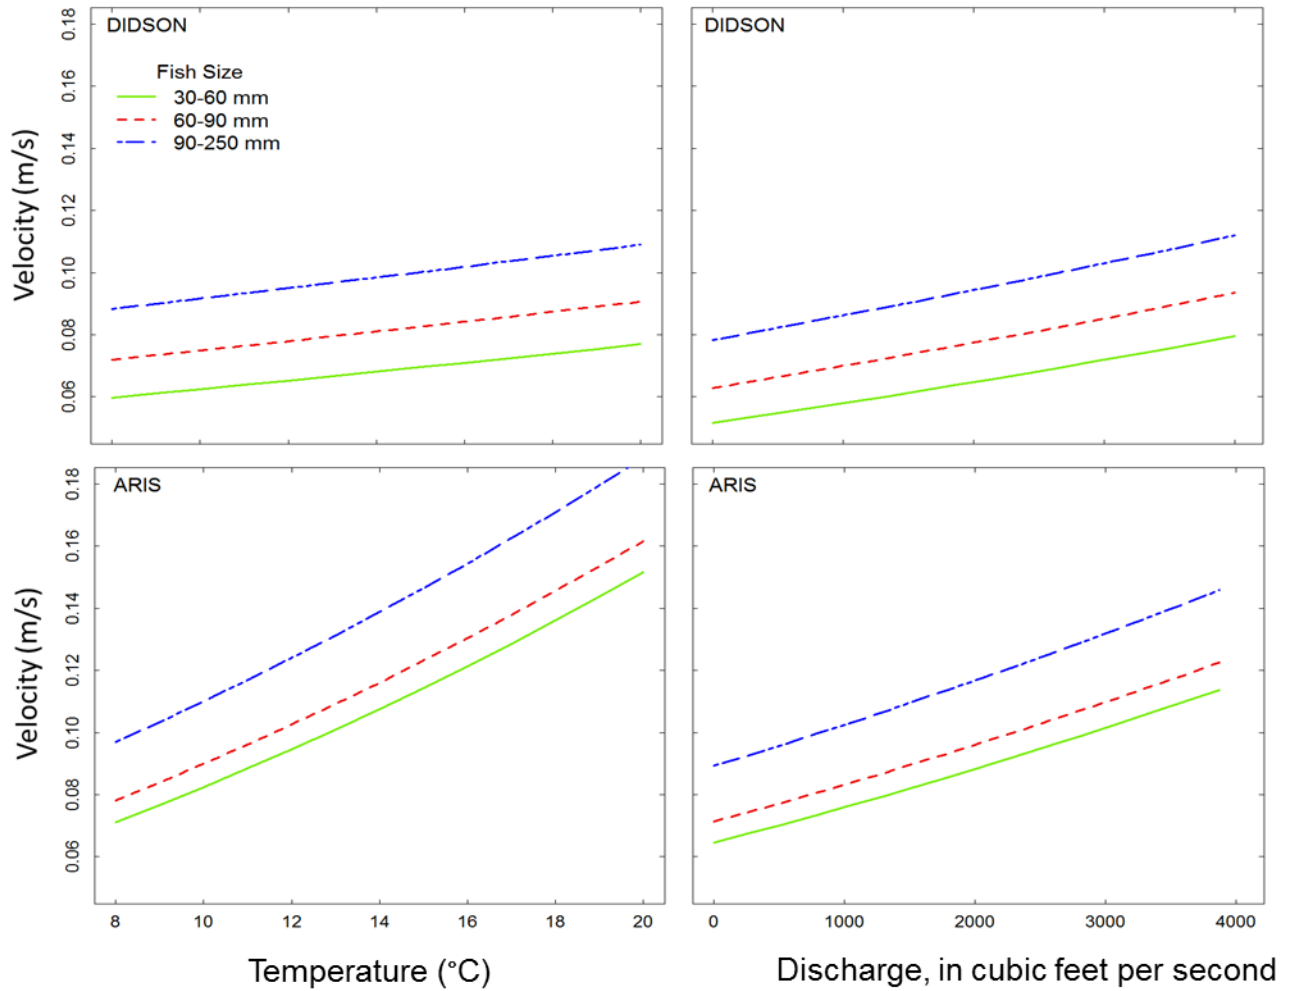 DIDSON
Fish Size
30-60 mm
60-90 mm
90-250 mm
0.18
0.16
0.14
0.12
0.10
0.08
0.06
Velocity (m/s)
DIDSON
ARIS
0.18
0.16
0.14
0.12
0.10
0.08
0.06
Velocity (m/s)
8 10 12 14 16 18 20
Temperature (°C)
ARIS
0 1000 2000 3000 4000
Discharge, in cubic feet per second